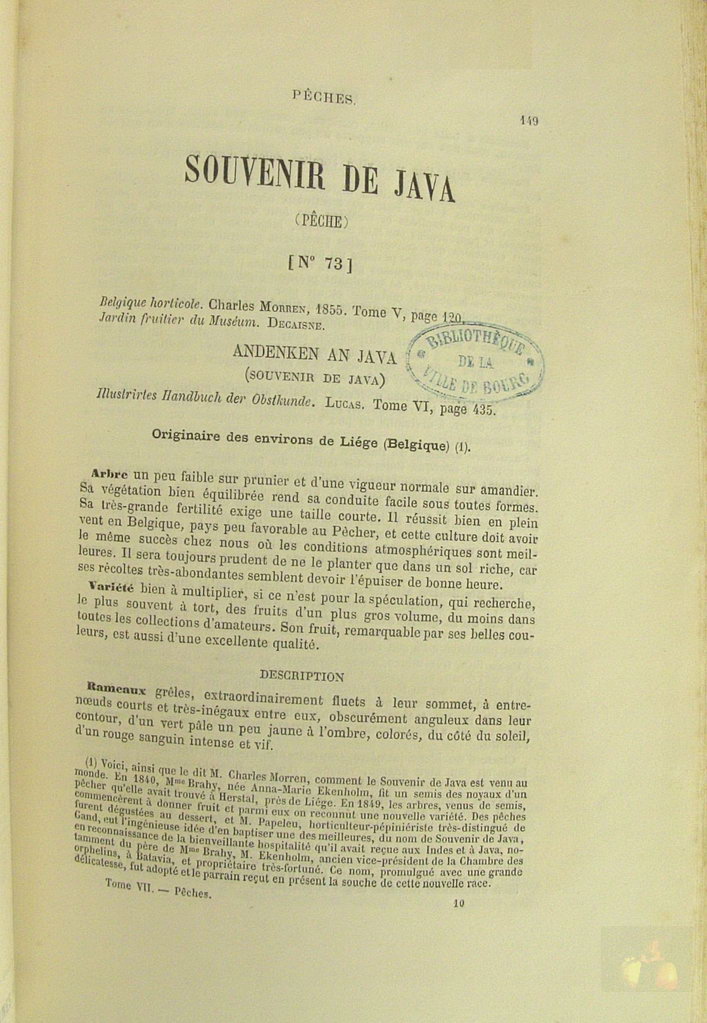 PÊCHES.
149
SOUVENIR DE JAVA
(PÊCHE)
[N° 73]
Belgique horticole. Charles MORREN, 1855. Tome V, page 120.
Jardin fruitier du Muséum. DECAISNE.
BIBLIOTHÈQUE
DE LA
VILLE DE BOURG
ANDENKEN AN JAVA
(SOUVENIR DE JAVA)
Illustrirtes Handbuch der Obstkunde. LUCAS. Tome VI, page 435.
Originaire des environs de Liége (Belgique) (1).
Arbre un peu faible sur prunier et d'une vigueur normale sur amandier.
Sa végétation bien équilibrée rend sa conduite facile sous toutes formes.
Sa très-grande fertilité exige une taille courte. Il réussit bien en plein
vent en Belgique, pays peu favorable au Pêcher, et cette culture doit avoir
le même succès chez nous où les conditions atmosphériques sont meil-
leures. Il sera toujours prudent de ne le planter que dans un sol riche, car
ses récoltes très-abondantes semblent devoir l'épuiser de bonne heure.
Variété bien à multiplier, si ce n'est pour la spéculation, qui recherche,
le plus souvent à tort, des fruits d'un plus gros volume, du moins dans
toutes les collections d'amateurs. Son fruit, remarquable par ses belles cou-
leurs, est aussi d'une excellente qualité.
DESCRIPTION
Rameaux grêles, extraordinairement fluets à leur sommet, à entre-
nœuds courts et très-inégaux entre eux, obscurément anguleux dans leur
contour, d'un vert pâle un peu jaune à l'ombre, colorés, du côté du soleil,
d'un rouge sanguin intense et vif.
(1) Voici, ainsi que le dit M. Charles Morren, comment le Souvenir de Java est venu au
monde. En 1840, Mme Brahy, née Anna-Marie Ekenholm, fit un semis des noyaux d'un
pêcher qu'elle avait trouvé à Herstal, près de Liége. En 1849, les arbres, venus de semis,
commencèrent à donner fruit et parmi eux on reconnut une nouvelle variété. Des pêches
furent dégustées au dessert, et M. Papeleu, horticulteur-pépiniériste très-distingué de
Gand, eut l'ingénieuse idée d'en baptiser une des meilleures, du nom de Souvenir de Java,
en reconnaissance de la bienveillante hospitalité qu'il avait reçue aux Indes et à Java, no-
tamment du père de Mme Brahy, M. Ekenholm, ancien vice-président de la Chambre des
orphelins, à Batavia, et propriétaire très-fortuné. Ce nom, promulgué avec une grande
délicatesse, fut adopté et le parrain reçut en présent la souche de cette nouvelle race.
Tome VII. — Pêches.
10